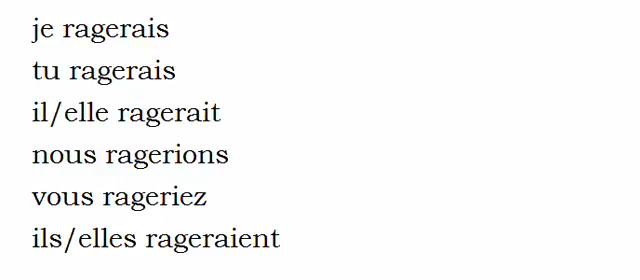 je ragerais
tu ragerais
il/elle ragerait
nous ragerions
vous rageriez
ils/elles rageraient